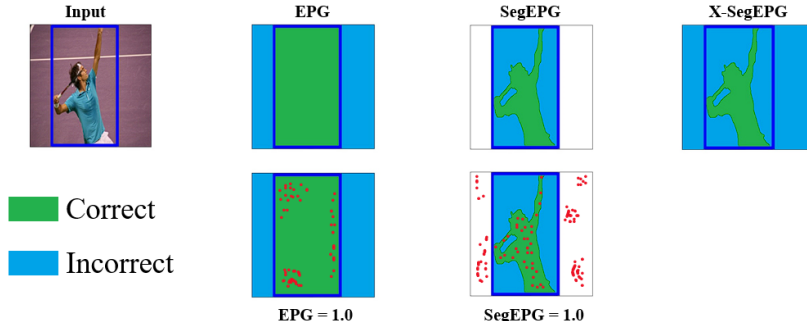 Input EPG SegEPG X-SegEPG
Correct
Incorrect
EPG = 1.0 SegEPG = 1.0